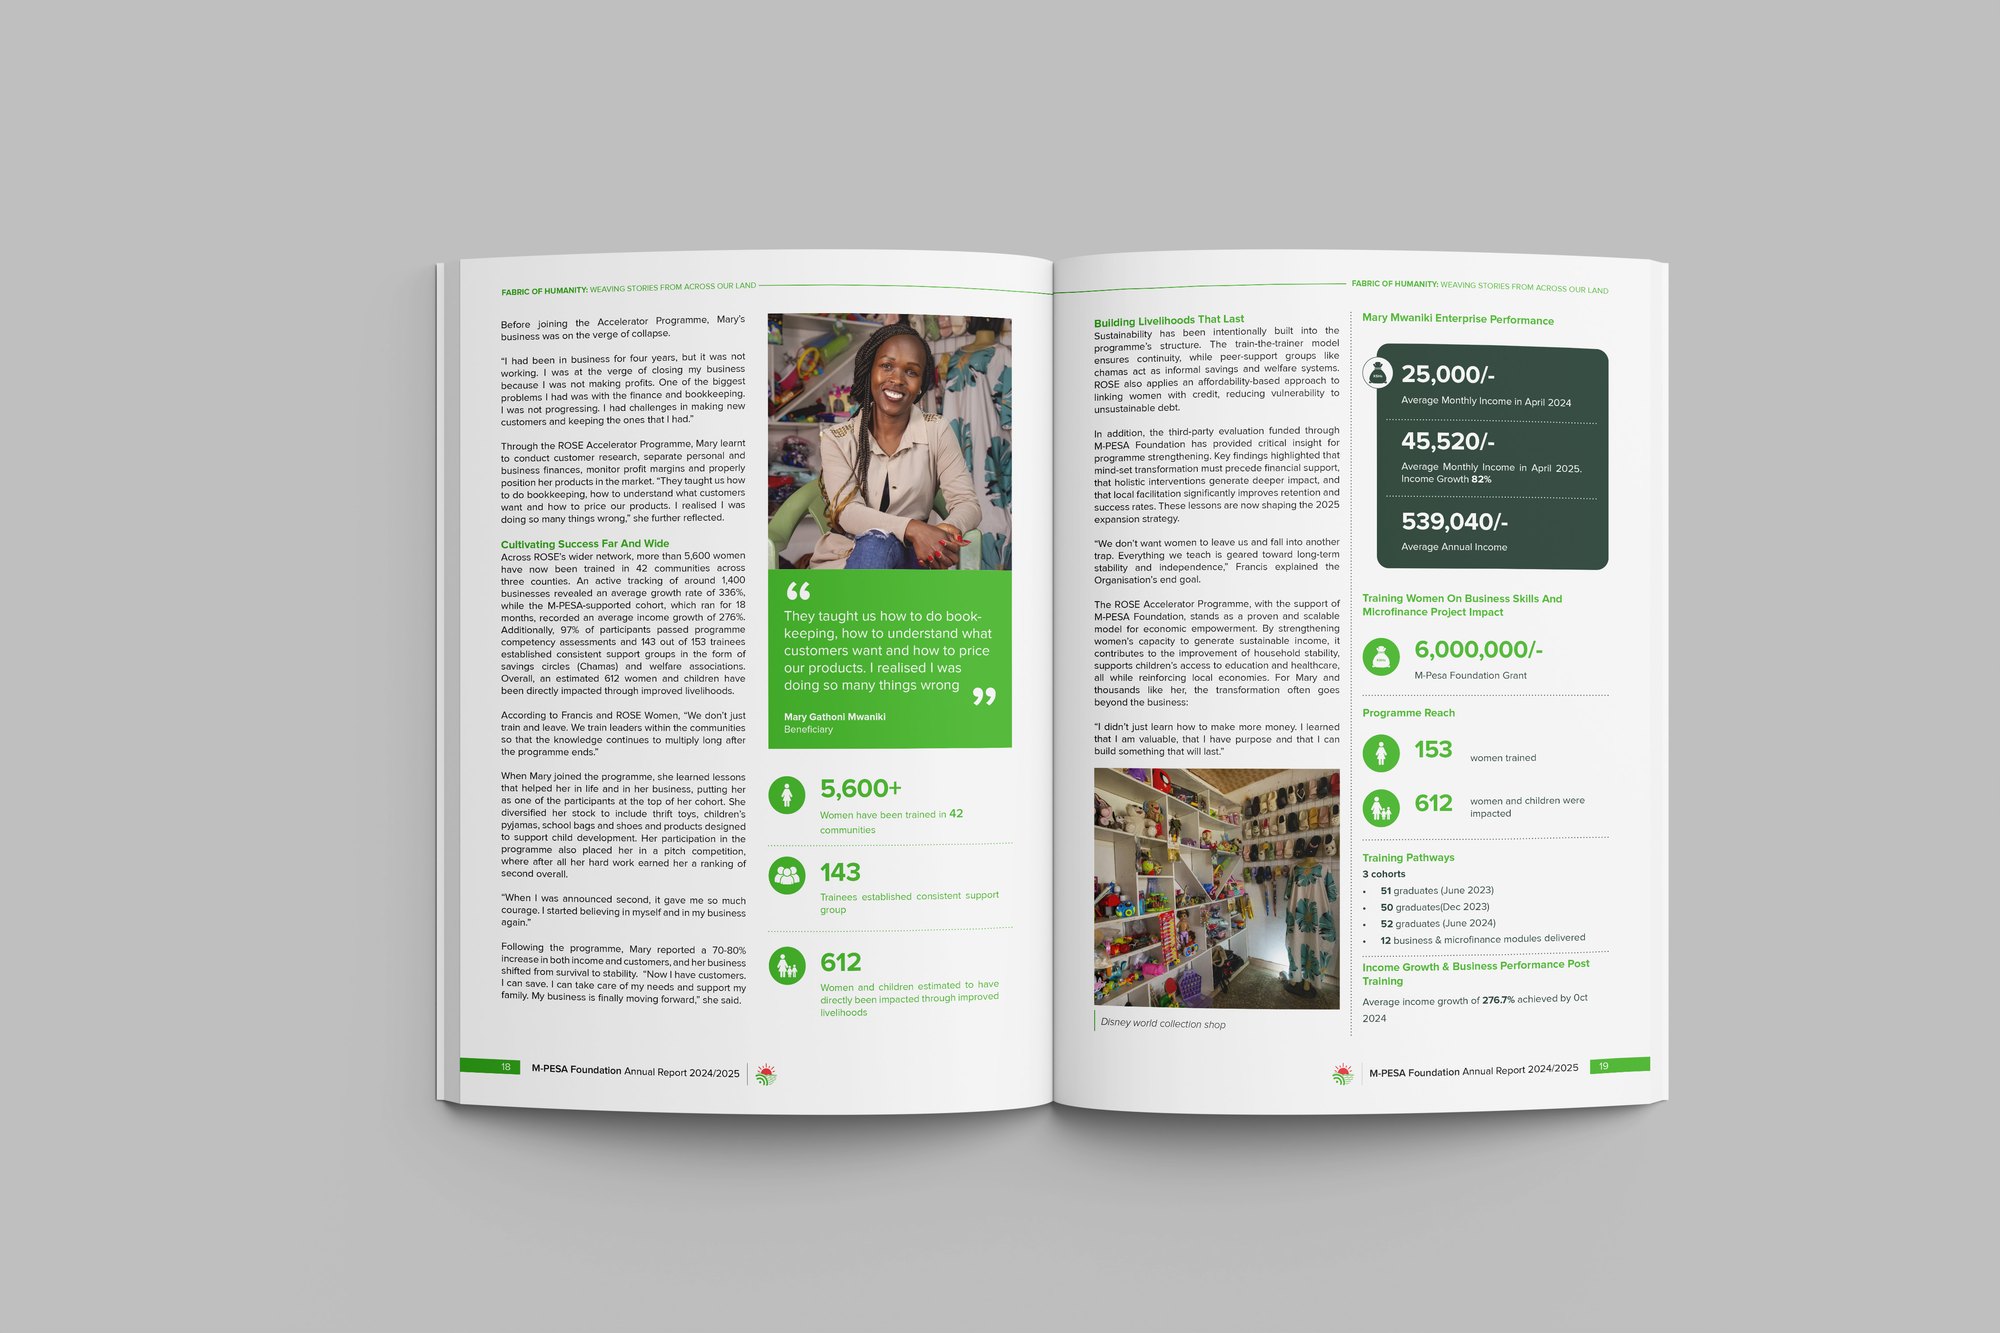 FABRIC OF HUMANITY: WEAVING STORIES FROM ACROSS OUR LAND
Before joining the Accelerator Programme, Mary's
business was on the verge of collapse.
“I had been in business for four years, but it was not
working. I was at the verge of closing my business
because I was not making profits. One of the biggest
problems I had was with the finance and bookkeeping.
I was not progressing. I had challenges in making new
customers and keeping the ones that I had.”
Through the ROSE Accelerator Programme, Mary learnt
to conduct customer research, separate personal and
business finances, monitor profit margins and properly
position her products in the market. “They taught us how
to do bookkeeping, how to understand what customers
want and how to price our products. I realised I was
doing so many things wrong,” she further reflected.
Cultivating Success Far And Wide
Across ROSE's wider network, more than 5,600 women
have now been trained in 42 communities across
three counties. An active tracking of around 1,400
businesses revealed an average growth rate of 336%,
while the M-PESA-supported cohort, which ran for 18
months, recorded an average income growth of 276%.
Additionally, 97% of participants passed programme
competency assessments and 143 out of 153 trainees
established consistent support groups in the form of
savings circles (Chamas) and welfare associations.
Overall, an estimated 612 women and children have
been directly impacted through improved livelihoods.
According to Francis and ROSE Women, “We don't just
train and leave. We train leaders within the communities
so that the knowledge continues to multiply long after
the programme ends.”
When Mary joined the programme, she learned lessons
that helped her in life and in her business, putting her
as one of the participants at the top of her cohort. She
diversified her stock to include thrift toys, children's
pyjamas, school bags and shoes and products designed
to support child development. Her participation in the
programme also placed her in a pitch competition,
where after all her hard work earned her a ranking of
second overall.
“When I was announced second, it gave me so much
courage. I started believing in myself and in my business
again.”
Following the programme, Mary reported a 70-80%
increase in both income and customers, and her business
shifted from survival to stability. “Now I have customers.
I can save. I can take care of my needs and support my
family. My business is finally moving forward,” she said.
“
They taught us how to do book-
keeping, how to understand what
customers want and how to price
our products. I realised I was
doing so many things wrong ”
Mary Gathoni Mwaniki
Beneficiary
5,600+
Women have been trained in 42
communities
143
Trainees established consistent support
group
612
Women and children estimated to have
directly been impacted through improved
livelihoods
18 M-PESA Foundation Annual Report 2024/2025
FABRIC OF HUMANITY: WEAVING STORIES FROM ACROSS OUR LAND
Building Livelihoods That Last
Sustainability has been intentionally built into the
programme's structure. The train-the-trainer model
ensures continuity, while peer-support groups like
chamas act as informal savings and welfare systems.
ROSE also applies an affordability-based approach to
linking women with credit, reducing vulnerability to
unsustainable debt.
In addition, the third-party evaluation funded through
M-PESA Foundation has provided critical insight for
programme strengthening. Key findings highlighted that
mind-set transformation must precede financial support,
that holistic interventions generate deeper impact, and
that local facilitation significantly improves retention and
success rates. These lessons are now shaping the 2025
expansion strategy.
“We don't want women to leave us and fall into another
trap. Everything we teach is geared toward long-term
stability and independence,” Francis explained the
Organisation's end goal.
The ROSE Accelerator Programme, with the support of
M-PESA Foundation, stands as a proven and scalable
model for economic empowerment. By strengthening
women's capacity to generate sustainable income, it
contributes to the improvement of household stability,
supports children's access to education and healthcare,
all while reinforcing local economies. For Mary and
thousands like her, the transformation often goes
beyond the business:
“I didn't just learn how to make more money. I learned
that I am valuable, that I have purpose and that I can
build something that will last.”
Disney world collection shop
Mary Mwaniki Enterprise Performance
25,000/-
Average Monthly Income in April 2024
45,520/-
Average Monthly Income in April 2025.
Income Growth 82%
539,040/-
Average Annual Income
Training Women On Business Skills And
Microfinance Project Impact
6,000,000/-
M-Pesa Foundation Grant
Programme Reach
153 women trained
612 women and children were
impacted
Training Pathways
3 cohorts
• 51 graduates (June 2023)
• 50 graduates(Dec 2023)
• 52 graduates (June 2024)
• 12 business & microfinance modules delivered
Income Growth & Business Performance Post
Training
Average income growth of 276.7% achieved by 0ct
2024
M-PESA Foundation Annual Report 2024/2025 19